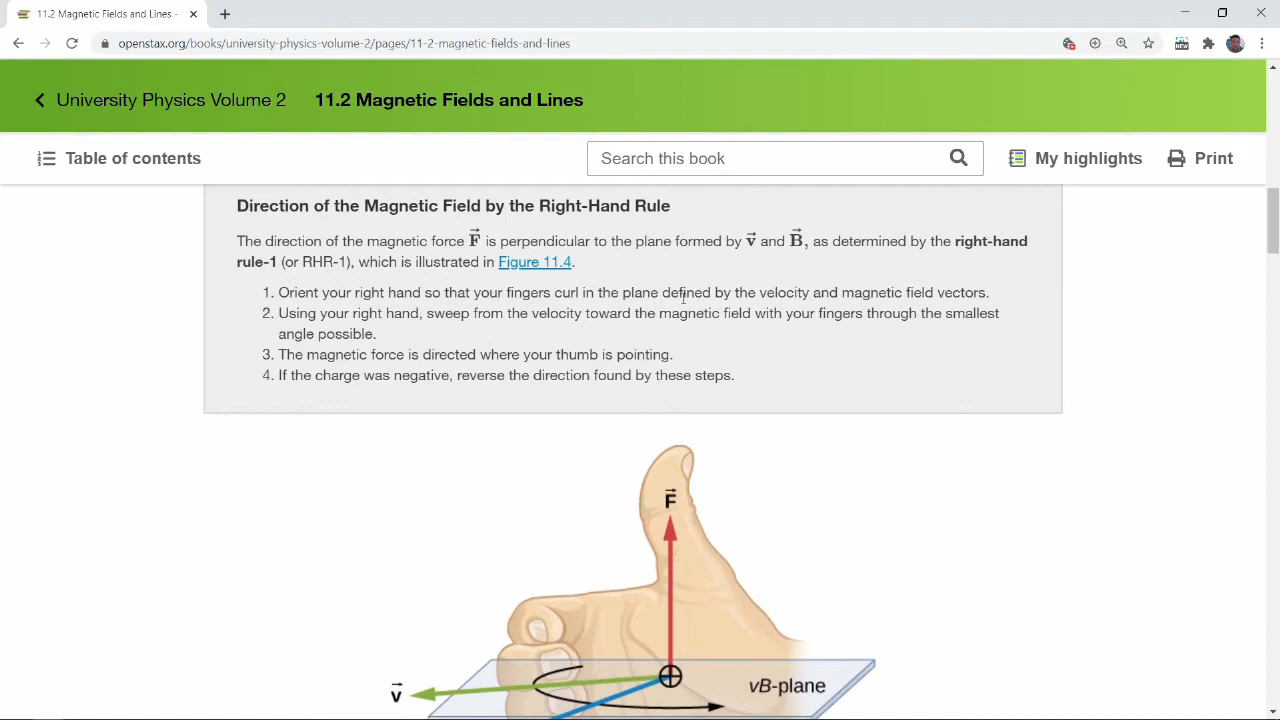 11.2 Magnetic Fields and Lines -
openstax.org/books/university-physics-volume-2/pages/11-2-magnetic-fields-and-lines
NEW
University Physics Volume 2 11.2 Magnetic Fields and Lines
Table of contents Search this book My highlights Print
Direction of the Magnetic Field by the Right-Hand Rule
The direction of the magnetic force F⃗ is perpendicular to the plane formed by v⃗ and B⃗, as determined by the right-hand
rule-1 (or RHR-1), which is illustrated in Figure 11.4.
1. Orient your right hand so that your fingers curl in the plane defined by the velocity and magnetic field vectors.
2. Using your right hand, sweep from the velocity toward the magnetic field with your fingers through the smallest
angle possible.
3. The magnetic force is directed where your thumb is pointing.
4. If the charge was negative, reverse the direction found by these steps.
F⃗
vB-plane
v⃗